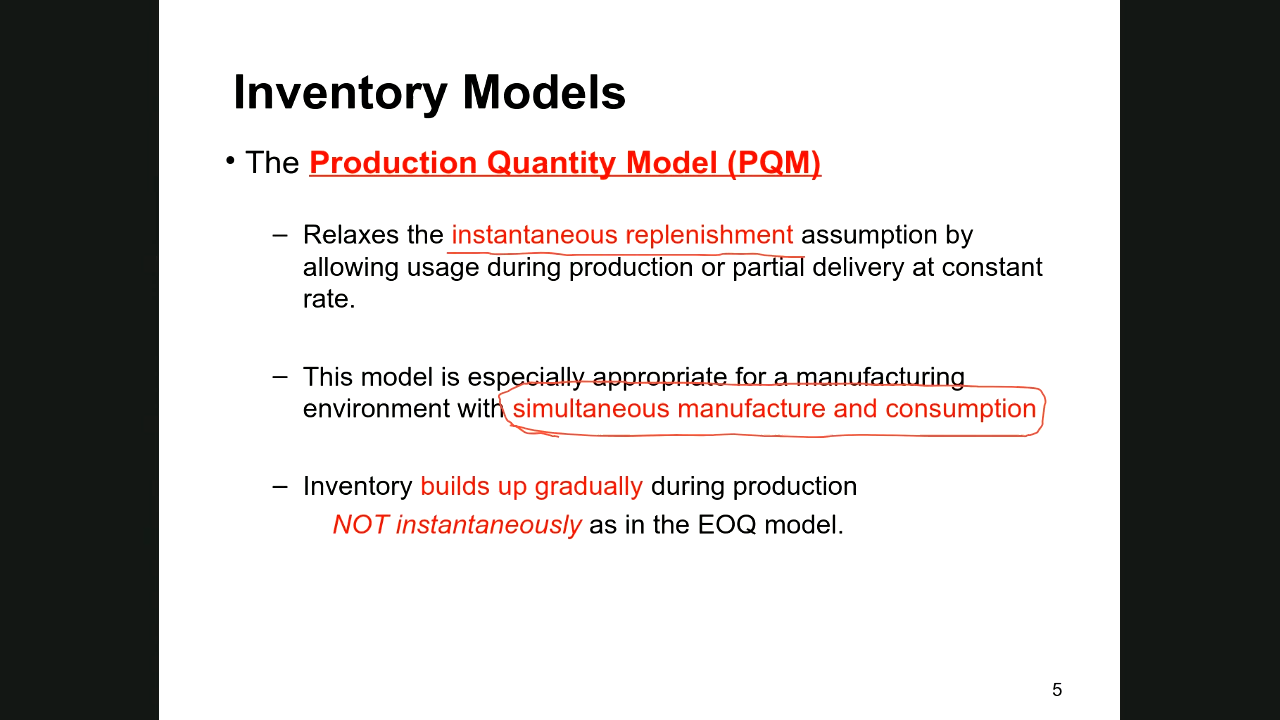 Inventory Models
• The Production Quantity Model (PQM)
– Relaxes the instantaneous replenishment assumption by
allowing usage during production or partial delivery at constant
rate.
– This model is especially appropriate for a manufacturing
environment with simultaneous manufacture and consumption
– Inventory builds up gradually during production
NOT instantaneously as in the EOQ model.
5